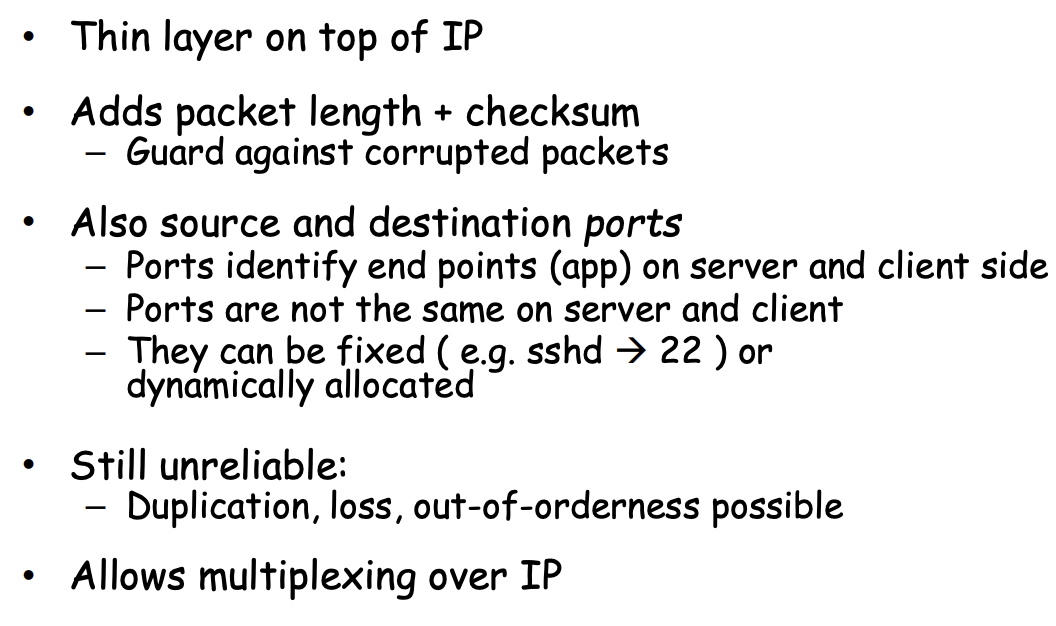 • Thin layer on top of IP
• Adds packet length + checksum
– Guard against corrupted packets
• Also source and destination ports
– Ports identify end points (app) on server and client side
– Ports are not the same on server and client
– They can be fixed ( e.g. sshd → 22 ) or
dynamically allocated
• Still unreliable:
– Duplication, loss, out-of-orderness possible
• Allows multiplexing over IP